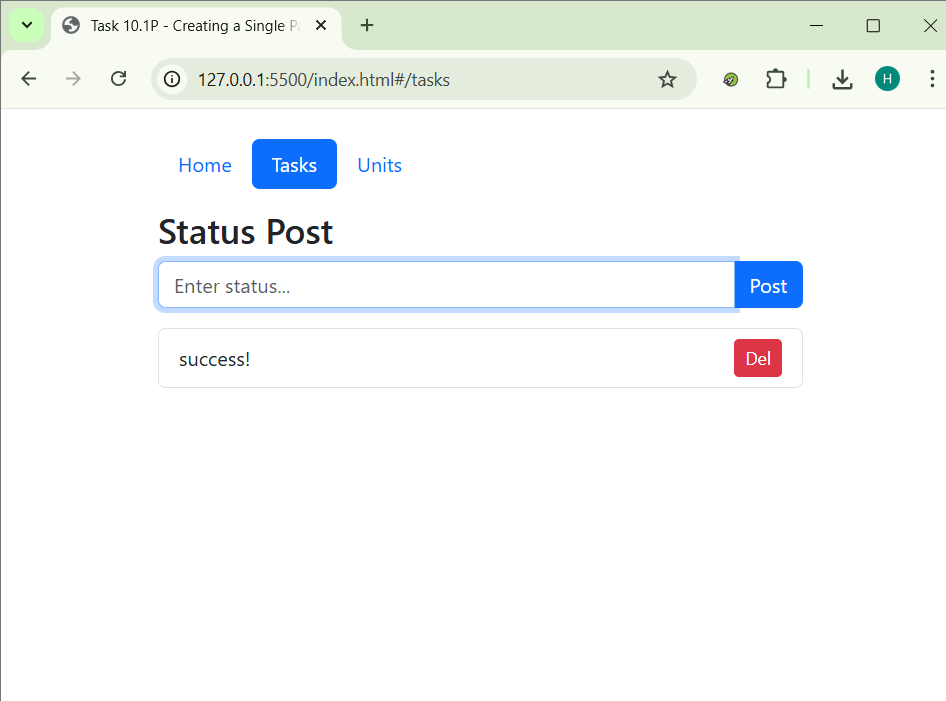 Task 10.1P - Creating a Single P
127.0.0.1:5500/index.html#/tasks
H
Home Tasks Units
Status Post
Enter status... Post
success! Del